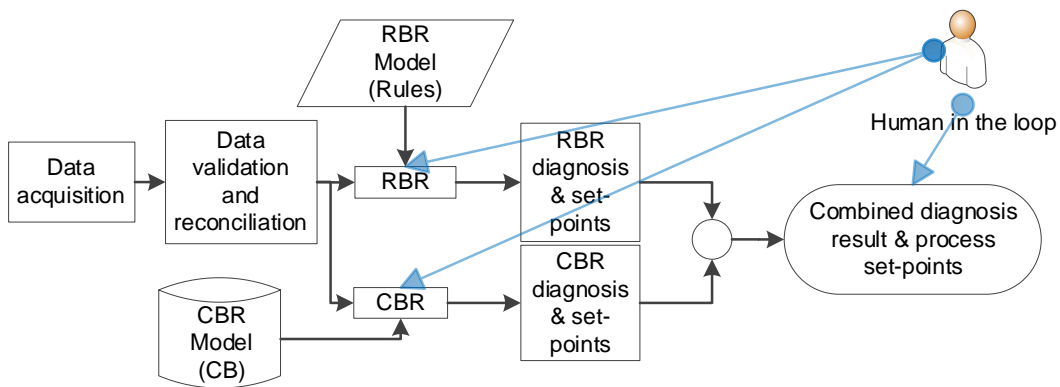 RBR
Model
(Rules)
Human in the loop
Data
acquisition
Data
validation
and
reconciliation
RBR
RBR
diagnosis
& set-
points
Combined diagnosis
result & process
set-points
CBR
Model
(CB)
CBR
CBR
diagnosis
& set-
points